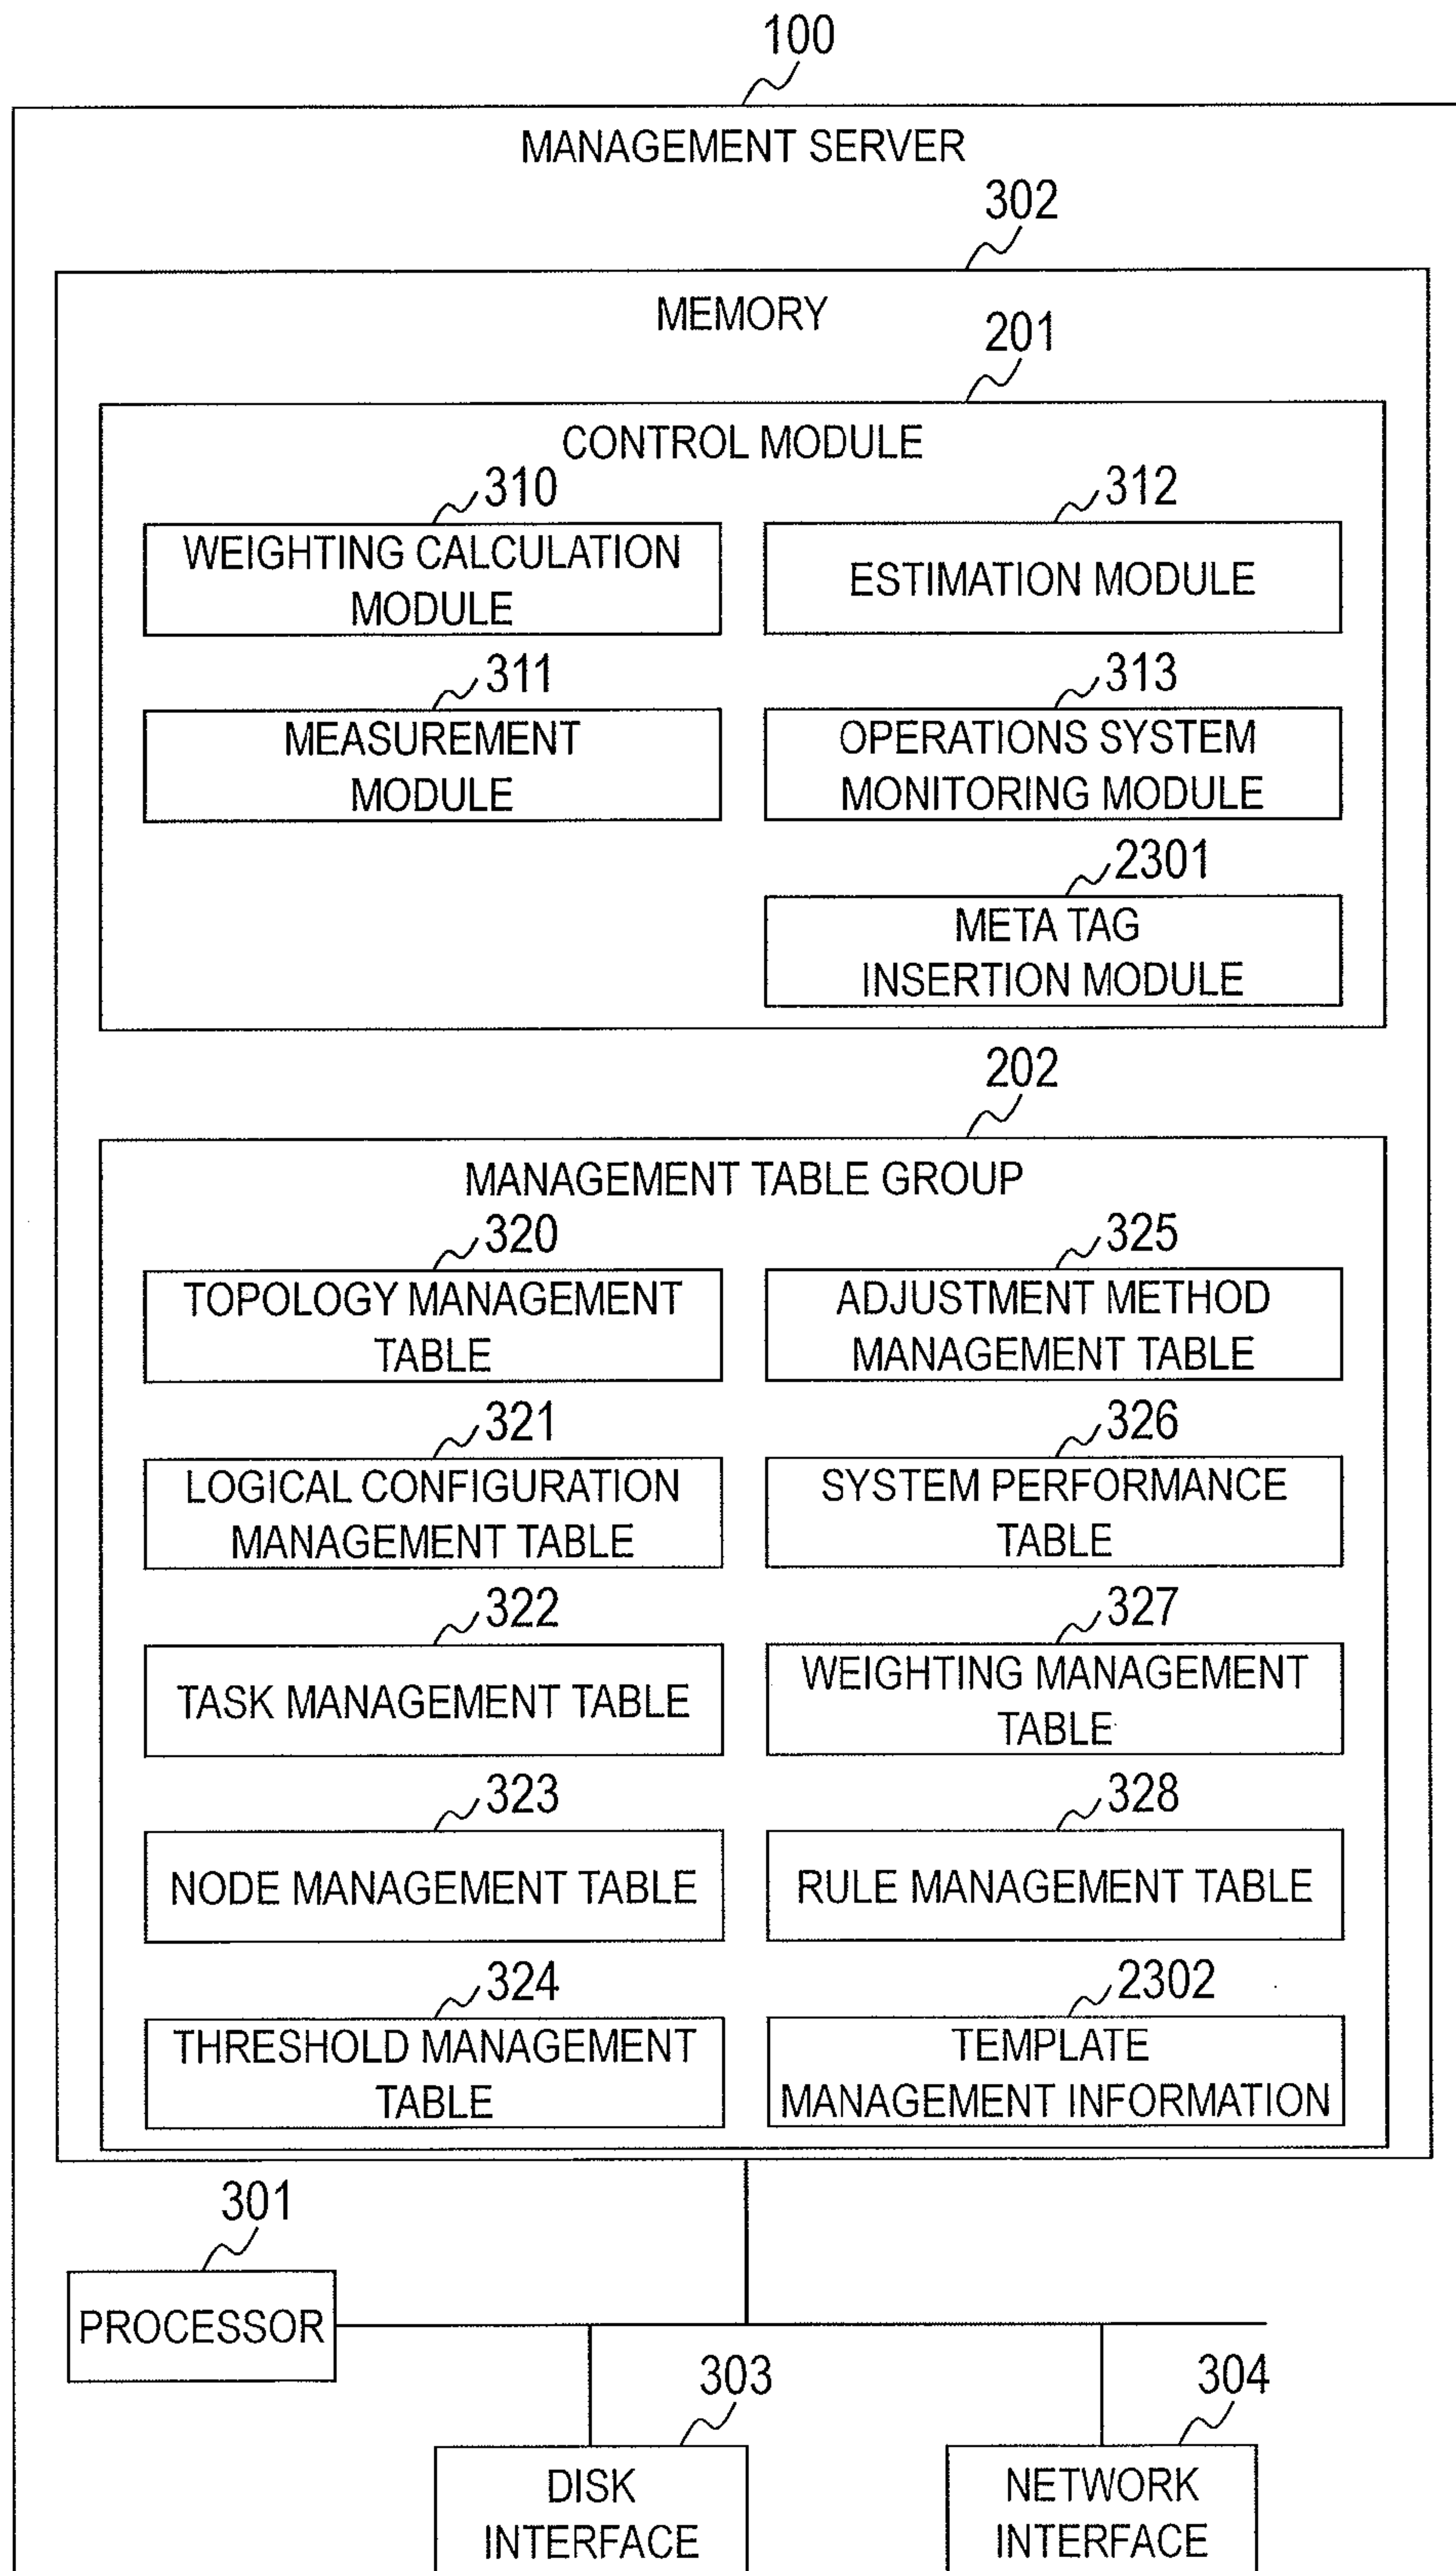 100
MANAGEMENT SERVER
302
MEMORY
201
CONTROL MODULE
310
WEIGHTING CALCULATION
MODULE
312
ESTIMATION MODULE
311
MEASUREMENT
MODULE
313
OPERATIONS SYSTEM
MONITORING MODULE
2301
META TAG
INSERTION MODULE
202
MANAGEMENT TABLE GROUP
320
TOPOLOGY MANAGEMENT
TABLE
325
ADJUSTMENT METHOD
MANAGEMENT TABLE
321
LOGICAL CONFIGURATION
MANAGEMENT TABLE
326
SYSTEM PERFORMANCE
TABLE
322
TASK MANAGEMENT TABLE
327
WEIGHTING MANAGEMENT
TABLE
323
NODE MANAGEMENT TABLE
328
RULE MANAGEMENT TABLE
324
THRESHOLD MANAGEMENT
TABLE
2302
TEMPLATE
MANAGEMENT INFORMATION
301
PROCESSOR
303
DISK
INTERFACE
304
NETWORK
INTERFACE